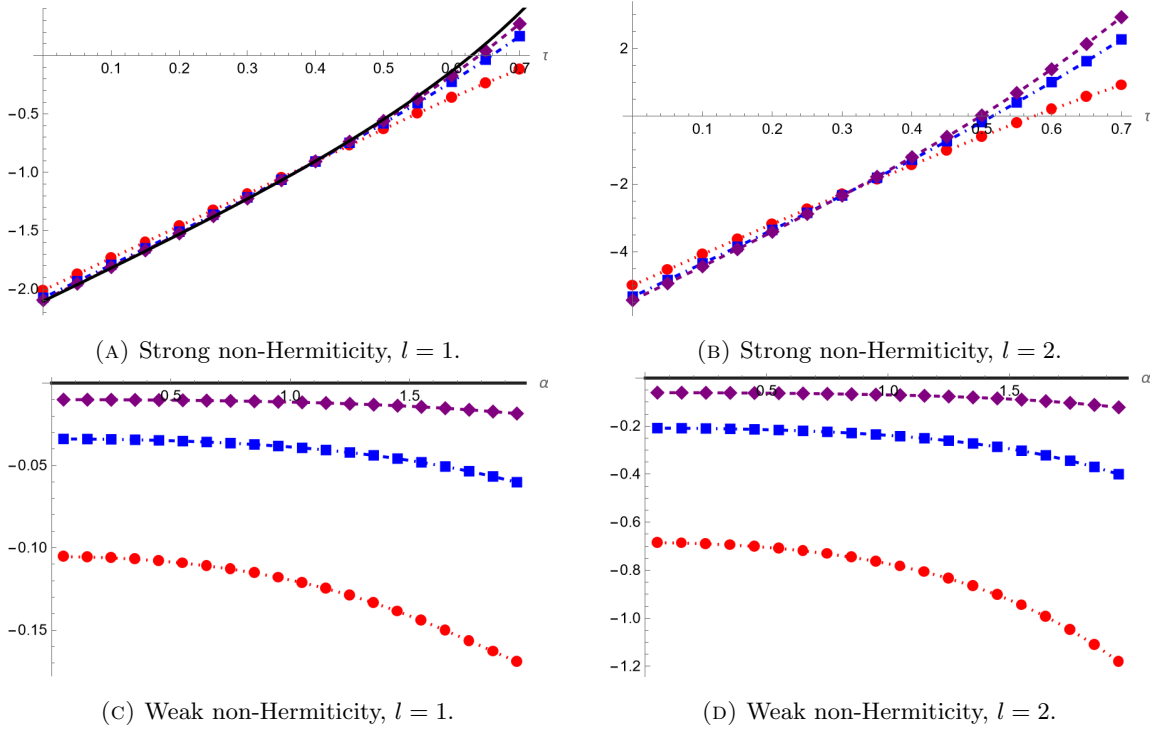 0.1 0.2 0.3 0.4 0.5 0.6 0.7 τ
−0.5
−1.0
−1.5
−2.0
(A) Strong non-Hermiticity, l = 1.
2
0.1 0.2 0.3 0.4 0.5 0.6 0.7 τ
−2
−4
(B) Strong non-Hermiticity, l = 2.
0.5 1.0 1.5 α
−0.05
−0.10
−0.15
(C) Weak non-Hermiticity, l = 1.
0.5 1.0 1.5 α
−0.2
−0.4
−0.6
−0.8
−1.0
−1.2
(D) Weak non-Hermiticity, l = 2.